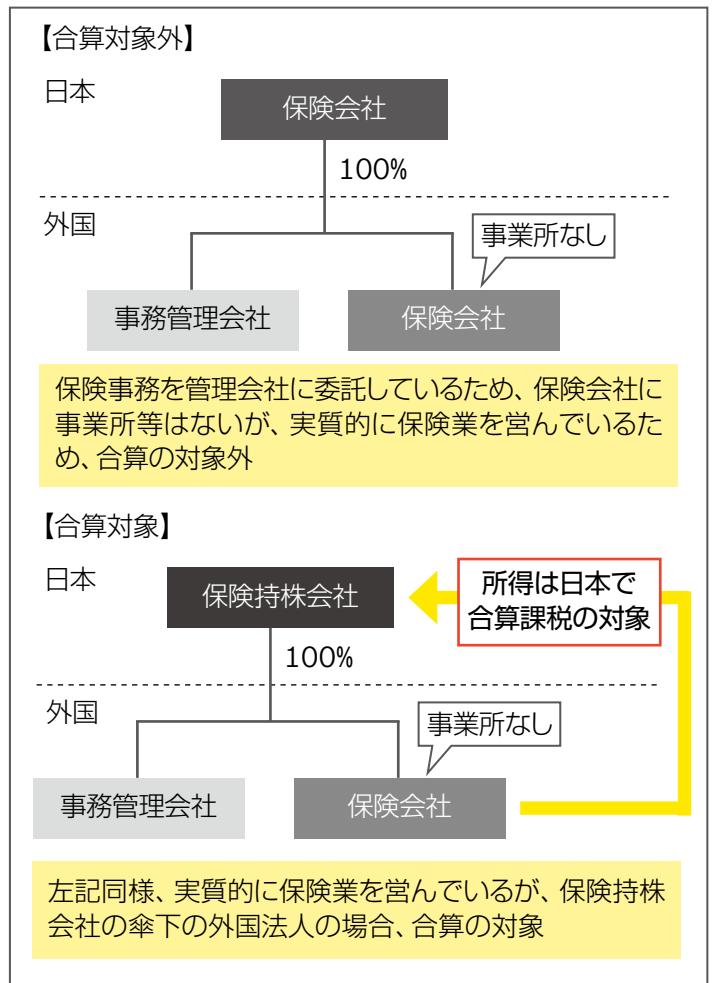 【合算対象外】
日本
保険会社
100%
外国
事業所なし
事務管理会社
保険会社
保険事務を管理会社に委託しているため、保険会社に
事業所等はないが、実質的に保険業を営んでいるた
め、合算の対象外
【合算対象】
日本
保険持株会社
所得は日本で
合算課税の対象
100%
外国
事業所なし
事務管理会社
保険会社
左記同様、実質的に保険業を営んでいるが、保険持株
会社の傘下の外国法人の場合、合算の対象